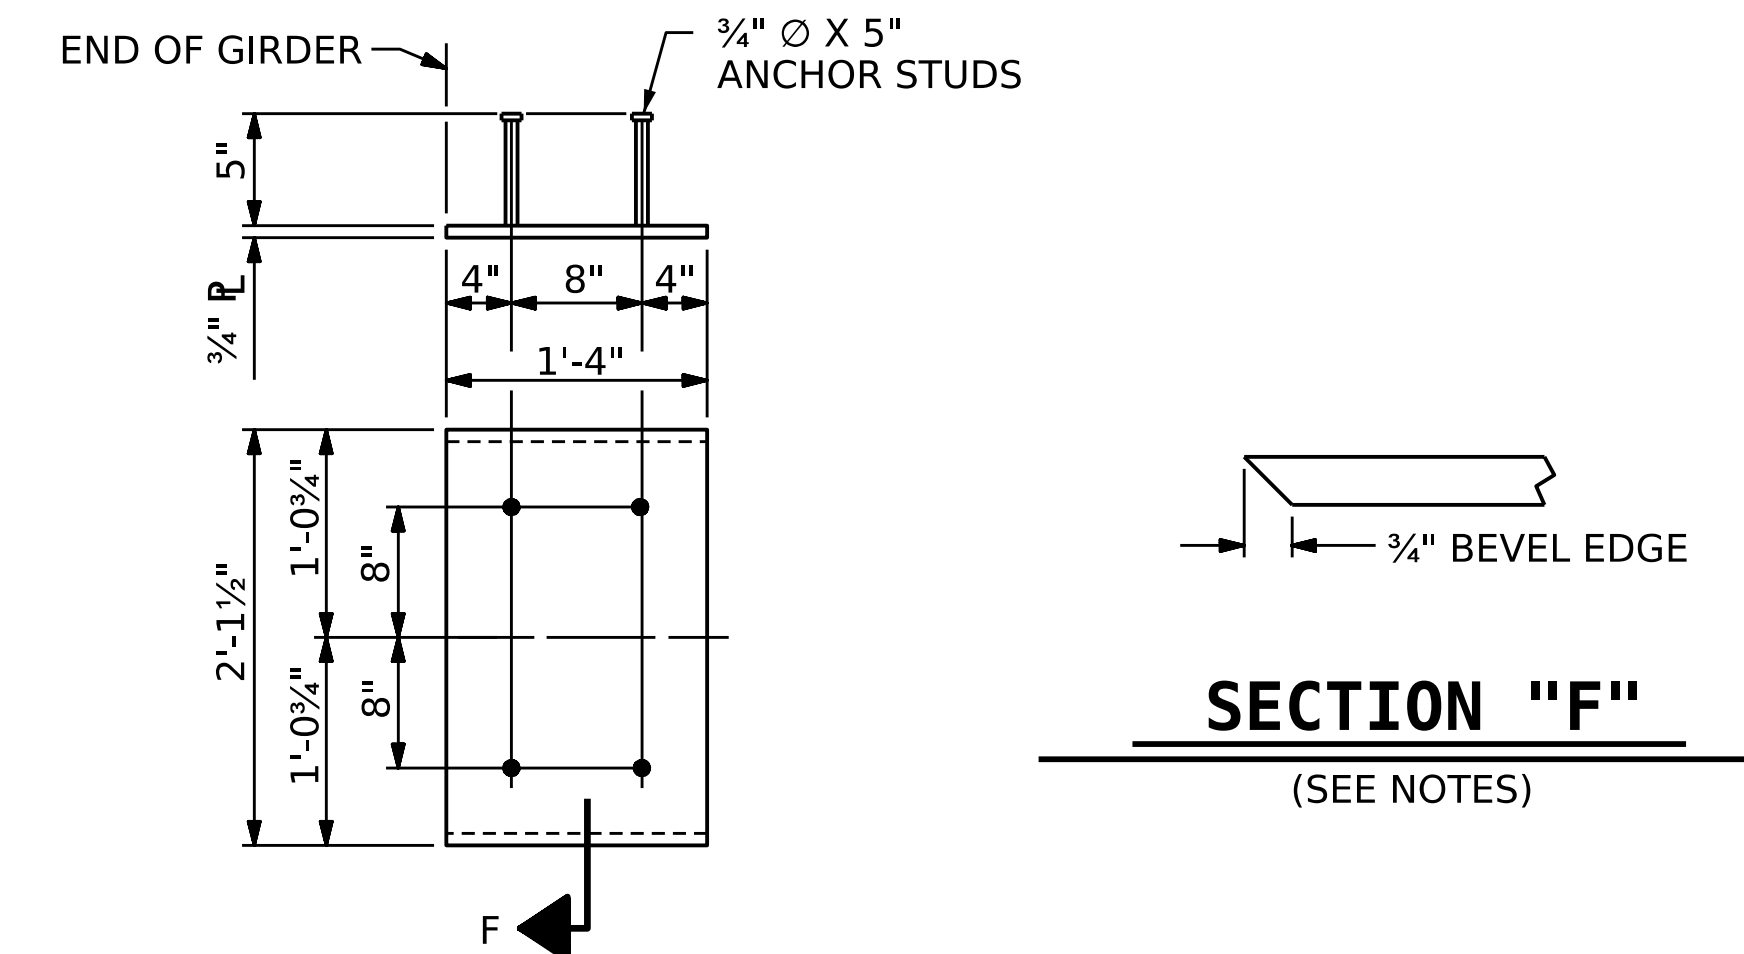 END OF GIRDER
¾" ∅ X 5"
ANCHOR STUDS
5"
¾" PL
4"
8"
4"
1'-4"
2'-1½"
1'-0¾"
1'-0¾"
8"
8"
F
¾" BEVEL EDGE
SECTION "F"
(SEE NOTES)